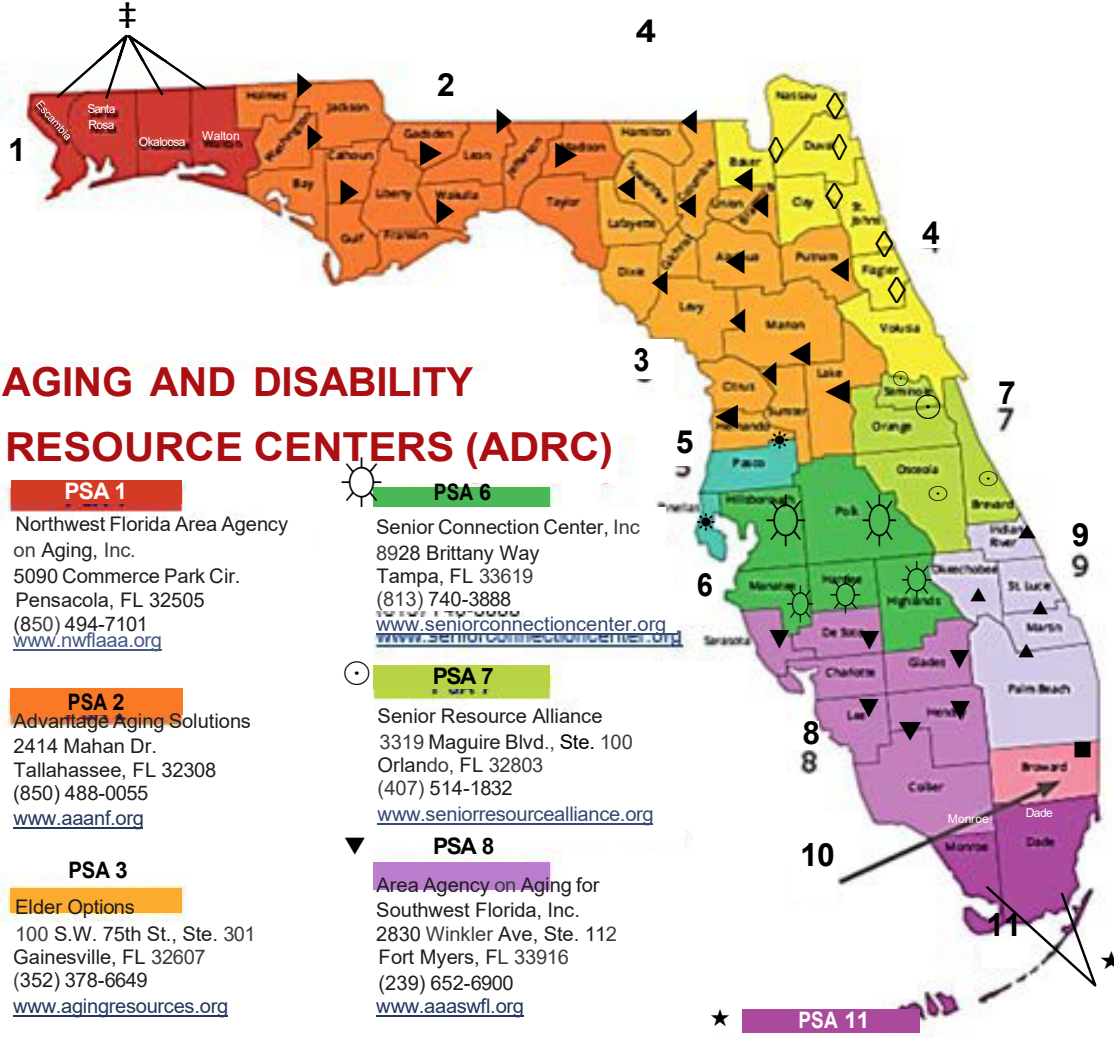 ‡
4
2
1
Escambia
Santa
Rosa
Okaloosa
Walton
Walton
Holmes
Jackson
Washington
Bay
Calhoun
Gulf
Liberty
Gadsden
Leon
Wakulla
Franklin
Jefferson
Madison
Taylor
Hamilton
Suwannee
Columbia
Lafayette
Dixie
Gilchrist
Baker
Union
Bradford
Nassau
Duval
Clay
St.
Johns
4
Alachua
Putnam
Flagler
Levy
Marion
Volusia
3
Citrus
Lake
Sumter
Hernando
Seminole
Orange
7
7
5
5
Pasco
Osceola
Brevard
Pinellas
Hillsborough
Polk
Indian
River
9
9
6
Manatee
Hardee
Highlands
Okeechobee
St. Lucie
Martin
Sarasota
De Soto
Charlotte
Glades
Palm Beach
Lee
Hendry
8
8
Collier
Broward
Monroe
Dade
Monroe
Dade
10
11
AGING AND DISABILITY
RESOURCE CENTERS (ADRC)
PSA 1
Northwest Florida Area Agency
on Aging, Inc.
5090 Commerce Park Cir.
Pensacola, FL 32505
(850) 494-7101
www.nwflaaa.org
PSA 2
Advantage Aging Solutions
2414 Mahan Dr.
Tallahassee, FL 32308
(850) 488-0055
www.aaanf.org
PSA 3
Elder Options
100 S.W. 75th St., Ste. 301
Gainesville, FL 32607
(352) 378-6649
www.agingresources.org
PSA 6
Senior Connection Center, Inc
8928 Brittany Way
Tampa, FL 33619
(813) 740-3888
www.seniorconnectioncenter.org
www.seniorconnectioncenter.org
PSA 7
Senior Resource Alliance
3319 Maguire Blvd., Ste. 100
Orlando, FL 32803
(407) 514-1832
www.seniorresourcealliance.org
PSA 8
Area Agency on Aging for
Southwest Florida, Inc.
2830 Winkler Ave, Ste. 112
Fort Myers, FL 33916
(239) 652-6900
www.aaaswfl.org
PSA 11